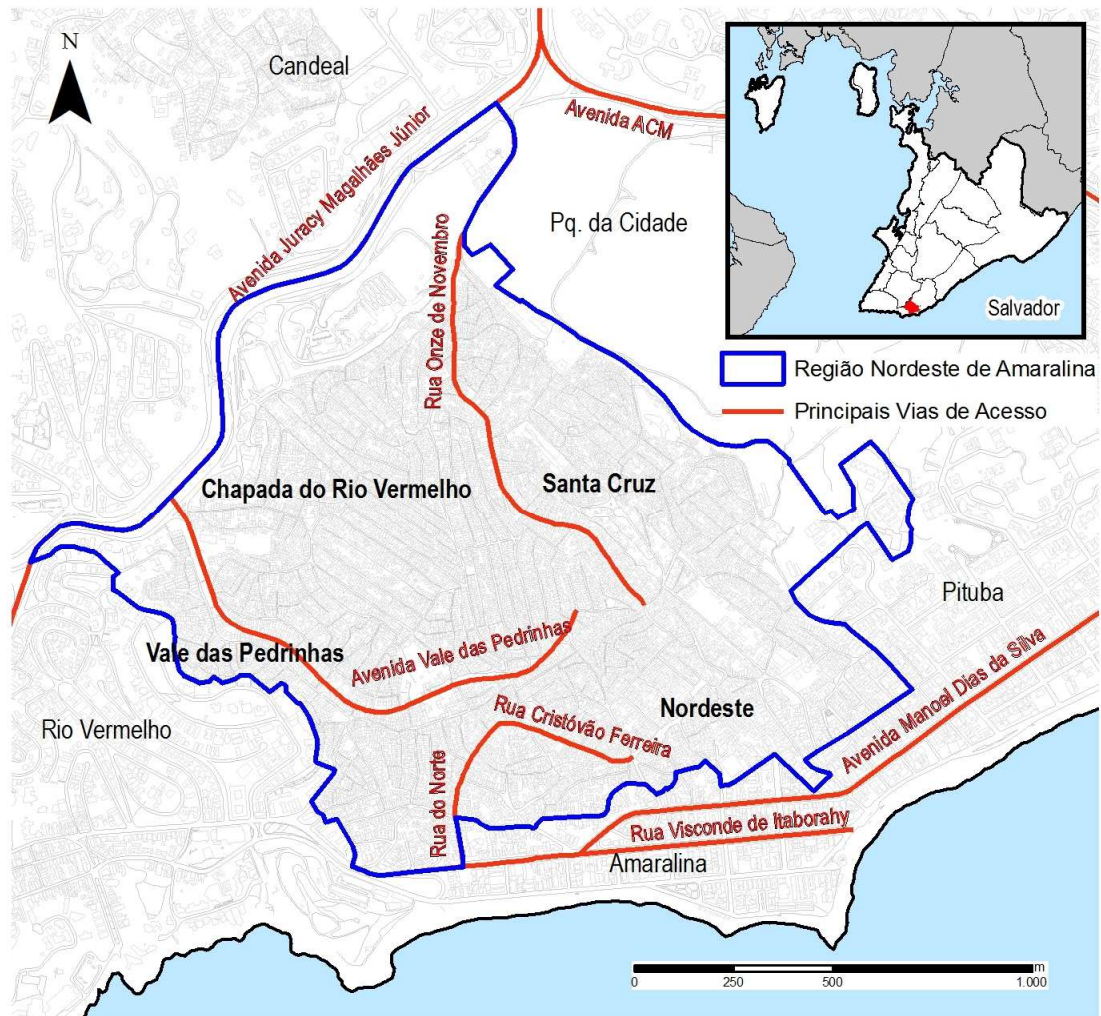 N
Candeal
Avenida Juracy Magalhães Júnior
Avenida ACM
Pq. da Cidade
Salvador
Região Nordeste de Amaralina
Principais Vias de Acesso
Rua Onze de Novembro
Chapada do Rio Vermelho
Santa Cruz
Pituba
Vale das Pedrinhas
Avenida Vale das Pedrinhas
Rio Vermelho
Rua Cristóvão Ferreira
Nordeste
Avenida Manoel Dias da Silva
Rua do Norte
Rua Visconde de Itaborahy
Amaralina
m
0 250 500 1.000